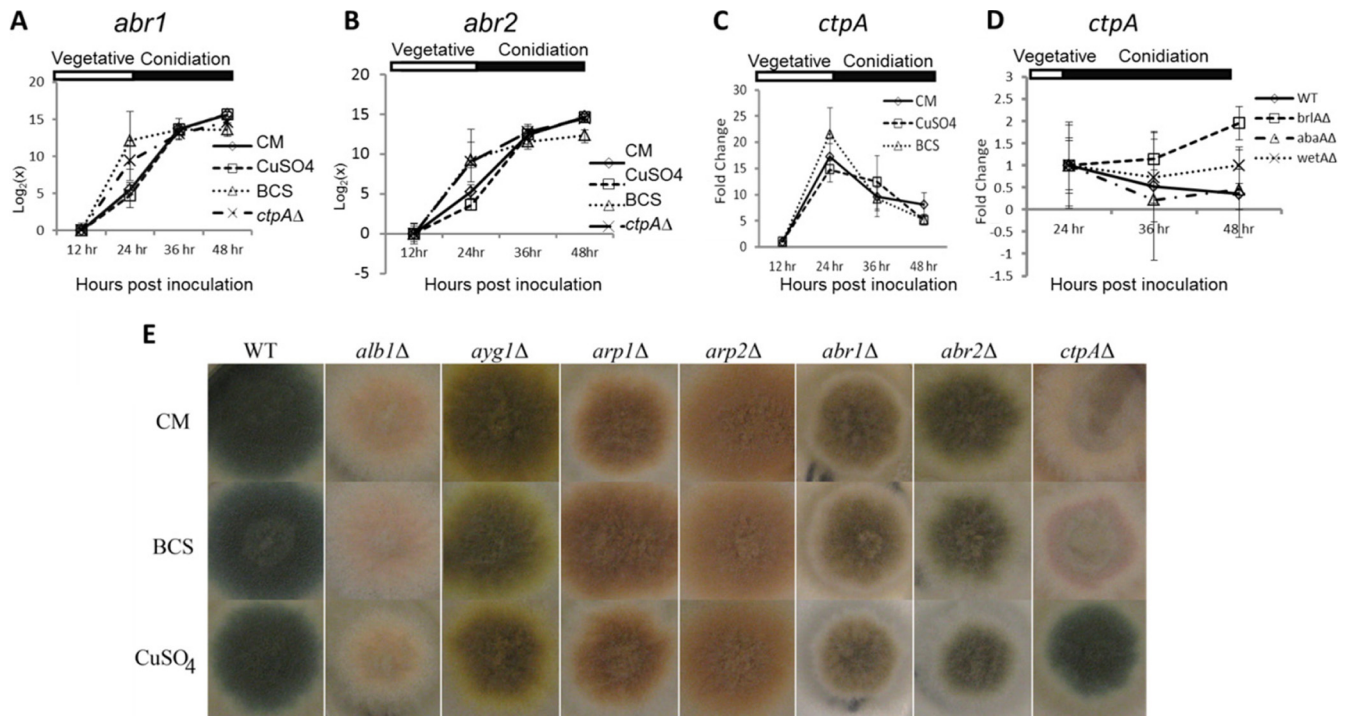 A
abr1
Vegetative Conidiation
20
15
10
5
0
Log2(x)
12 hr 24 hr 36 hr 48 hr
Hours post inoculation
CM
CuSO4
BCS
ctpAΔ
B
abr2
Vegetative Conidiation
20
15
10
5
0
-5
Log2(x)
12hr 24hr 36hr 48hr
Hours post inoculation
CM
CuSO4
BCS
ctpAΔ
C
ctpA
Vegetative Conidiation
30
25
20
15
10
5
0
Fold Change
12 hr 24 hr 36 hr 48 hr
Hours post inoculation
CM
CuSO4
BCS
D
ctpA
Vegetative Conidiation
3
2.5
2
1.5
1
0.5
0
-0.5
-1
-1.5
Fold Change
24 hr 36 hr 48 hr
Hours post inoculation
WT
brlAΔ
abaAΔ
wetAΔ
E
WT alb1Δ ayg1Δ arp1Δ arp2Δ abr1Δ abr2Δ ctpAΔ
CM
BCS
CuSO4